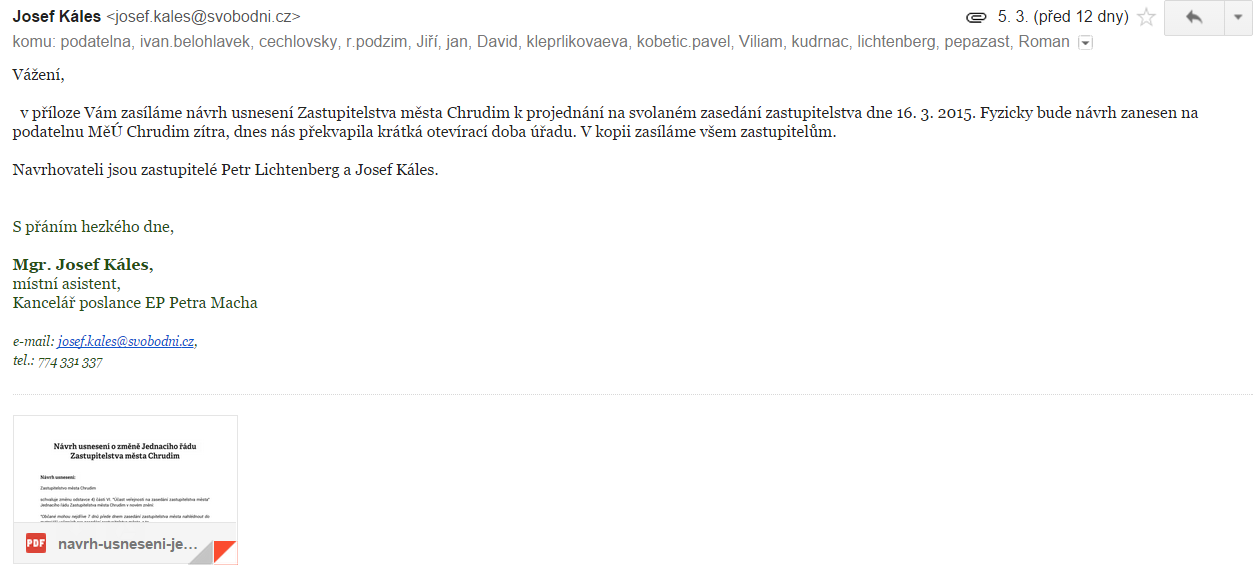 Josef Káles <josef.kales@svobodni.cz> 5. 3. (před 12 dny)
komu: podatelna, ivan.belohlavek, cechlovsky, r.podzim, Jiří, jan, David, kleprlikovaeva, kobetic.pavel, Viliam, kudrnac, lichtenberg, pepazast, Roman
Vážení,
v příloze Vám zasíláme návrh usnesení Zastupitelstva města Chrudim k projednání na svolaném zasedání zastupitelstva dne 16. 3. 2015. Fyzicky bude návrh zanesen na
podatelnu MěÚ Chrudim zítra, dnes nás překvapila krátká otevírací doba úřadu. V kopii zasíláme všem zastupitelům.
Navrhovateli jsou zastupitelé Petr Lichtenberg a Josef Káles.
S přáním hezkého dne,
Mgr. Josef Káles,
místní asistent,
Kancelář poslance EP Petra Macha
e-mail: josef.kales@svobodni.cz,
tel.: 774 331 337
Návrh usnesení o změně Jednacího řádu
Zastupitelstva města Chrudim
Návrh usnesení:
Zastupitelstvo města Chrudim
schvaluje změnu odstavce 4) části VI. "Účast veřejnosti na zasedání zastupitelstva města"
Jednacího řádu Zastupitelstva města Chrudim v novém znění:
"Občané mohou nejdříve 7 dnů přede dnem zasedání zastupitelstva města nahlédnout do
PDF navrh-usneseni-je...